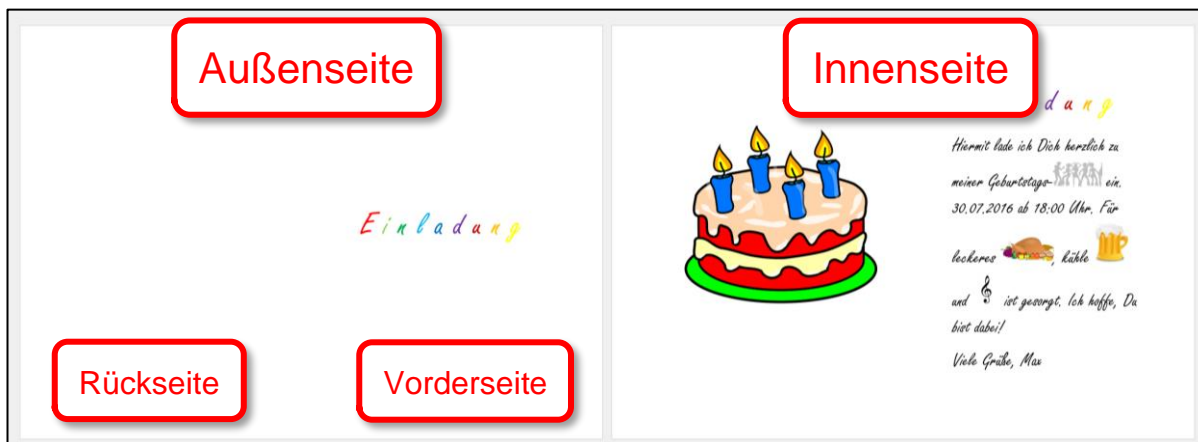 Außenseite
Einladung
Rückseite
Vorderseite
Innenseite
dung
Hiermit lade ich Dich herzlich zu
meiner Geburtstags- ein.
30.07.2016 ab 18:00 Uhr. Für
leckeres , kühle
und ist gesorgt. Ich hoffe, Du
bist dabei!
Viele Grüße, Max